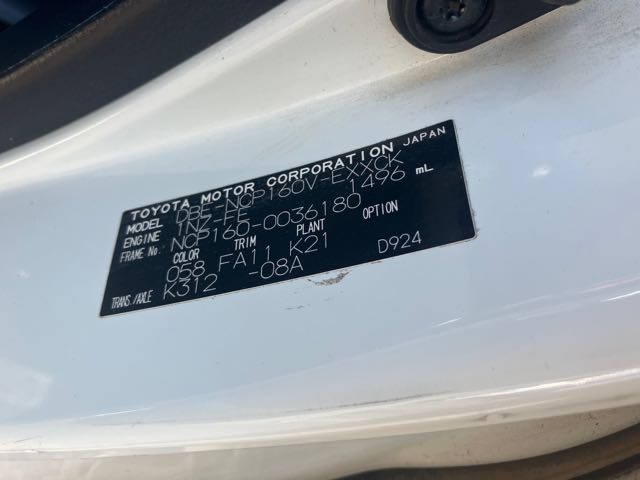 TOYOTA MOTOR CORPORATION JAPAN
MODEL DBE-NCP160V-EXXCK
ENGINE 1NZ-FE 1496 mL
FRAME No. NCP160-0036180
COLOR TRIM PLANT OPTION
058 FA11 K21 D924
TRANS./AXLE K312 -08A